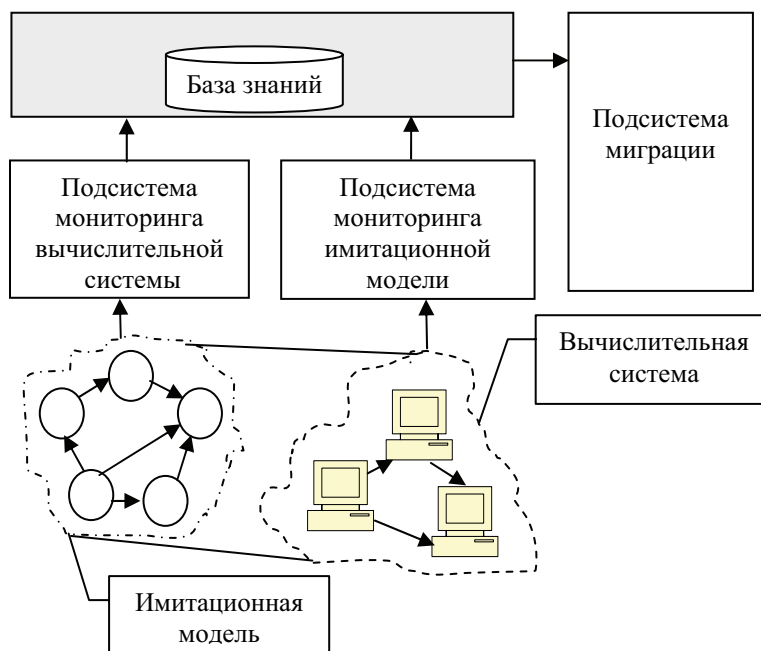 База знаний
Подсистема
миграции
Подсистема
мониторинга
вычислительной
системы
Подсистема
мониторинга
имитационной
модели
Вычислительная
система
Имитационная
модель